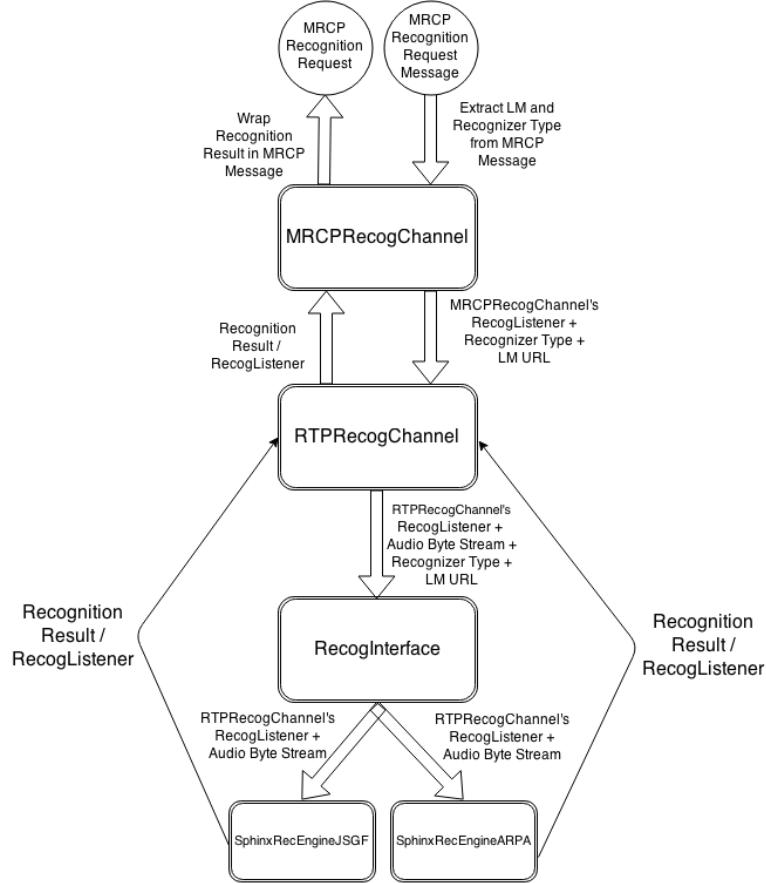 MRCP
Recognition
Request
MRCP
Recognition
Request
Message
Wrap
Recognition
Result in MRCP
Message
Extract LM and
Recognizer Type
from MRCP
Message
MRCPRecogChannel
Recognition
Result /
RecogListener
MRCPRecogChannel's
RecogListener +
Recognizer Type +
LM URL
RTPRecogChannel
RTPRecogChannel's
RecogListener +
Audio Byte Stream +
Recognizer Type +
LM URL
Recognition
Result /
RecogListener
RecogInterface
Recognition
Result /
RecogListener
RTPRecogChannel's
RecogListener +
Audio Byte Stream
RTPRecogChannel's
RecogListener +
Audio Byte Stream
SphinxRecEngineJSGF
SphinxRecEngineARPA